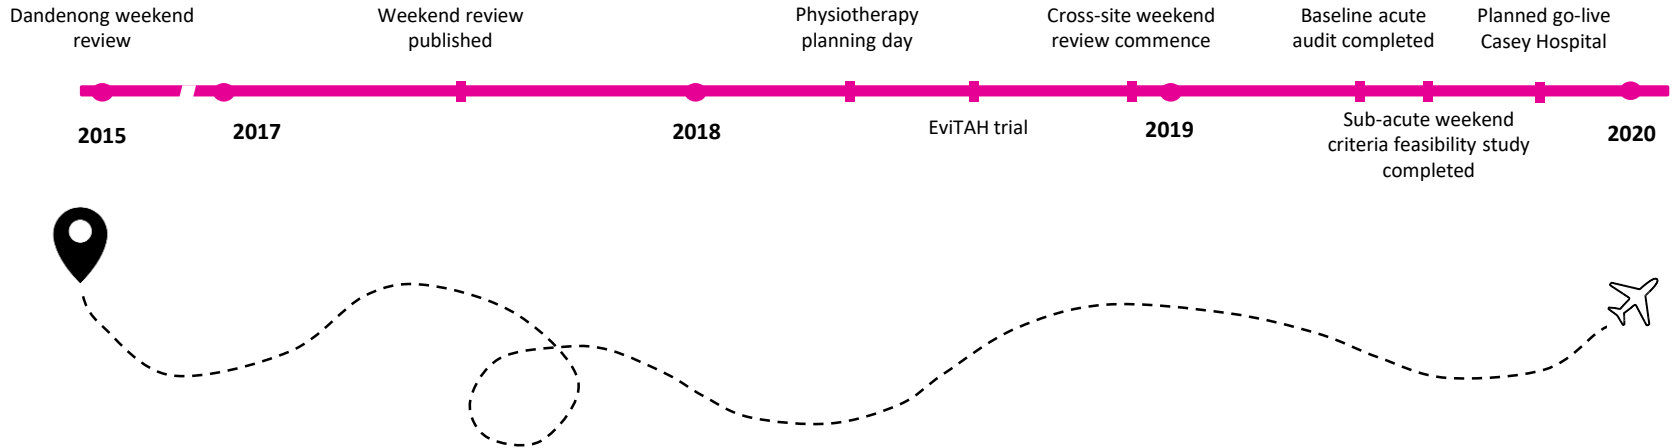 Dandenong weekend
review
Weekend review
published
Physiotherapy
planning day
Cross-site weekend
review commence
Baseline acute
audit completed
Planned go-live
Casey Hospital
2015
2017
2018
EviTAH trial
2019
Sub-acute weekend
criteria feasibility study
completed
2020